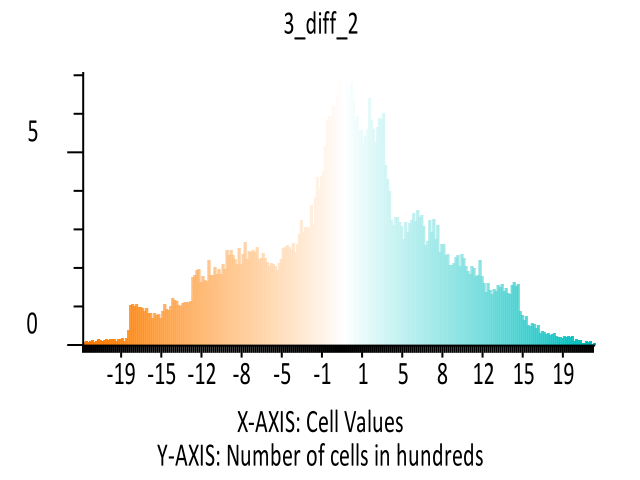 3_diff_2
5
0
-19 -15 -12 -8 -5 -1 1 5 8 12 15 19
X-AXIS: Cell Values
Y-AXIS: Number of cells in hundreds